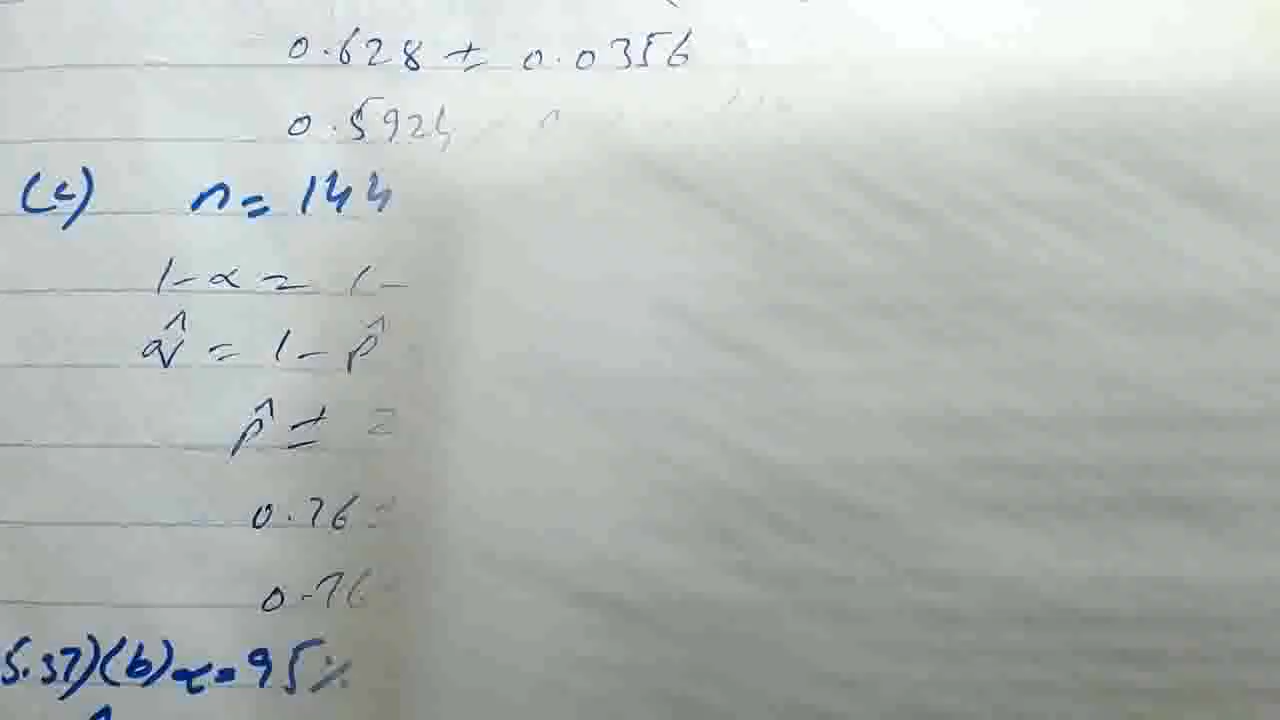 0.628 ± 0.0356
0.5924
(c) n = 144
1-α = 1-
q̂ = 1 - p̂
p̂ ±
0.76
0.76
5.37)(b) α = 95%